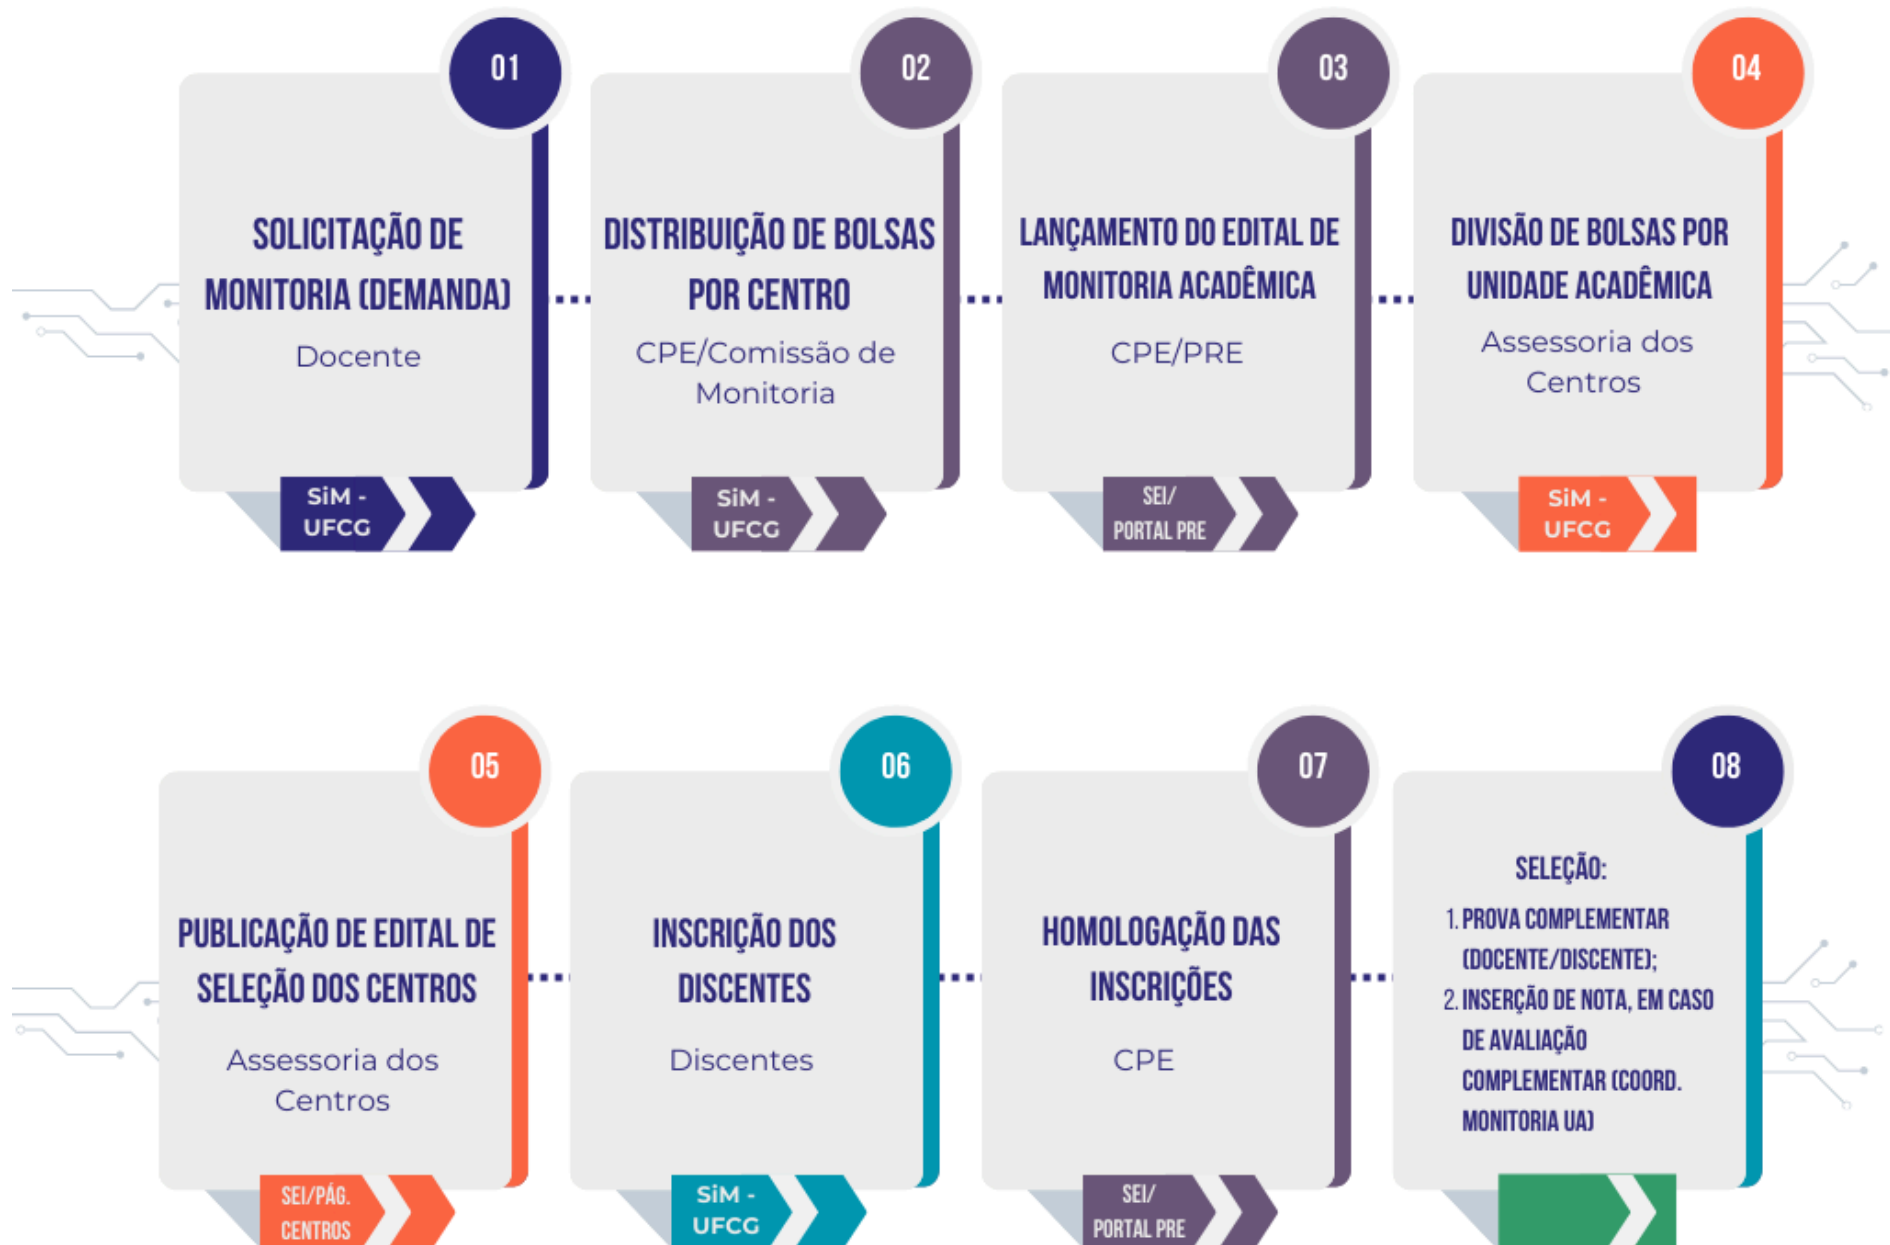 01
SOLICITAÇÃO DE
MONITORIA (DEMANDA)
Docente
SiM -
UFCG
02
DISTRIBUIÇÃO DE BOLSAS
POR CENTRO
CPE/Comissão de
Monitoria
SiM -
UFCG
03
LANÇAMENTO DO EDITAL DE
MONITORIA ACADÊMICA
CPE/PRE
SEI/
PORTAL PRE
04
DIVISÃO DE BOLSAS POR
UNIDADE ACADÊMICA
Assessoria dos
Centros
SiM -
UFCG
05
PUBLICAÇÃO DE EDITAL DE
SELEÇÃO DOS CENTROS
Assessoria dos
Centros
SEI/PÁG.
CENTROS
06
INSCRIÇÃO DOS
DISCENTES
Discentes
SiM -
UFCG
07
HOMOLOGAÇÃO DAS
INSCRIÇÕES
CPE
SEI/
PORTAL PRE
08
SELEÇÃO:
1. PROVA COMPLEMENTAR
(DOCENTE/DISCENTE);
2. INSERÇÃO DE NOTA, EM CASO
DE AVALIAÇÃO
COMPLEMENTAR (COORD.
MONITORIA UA)